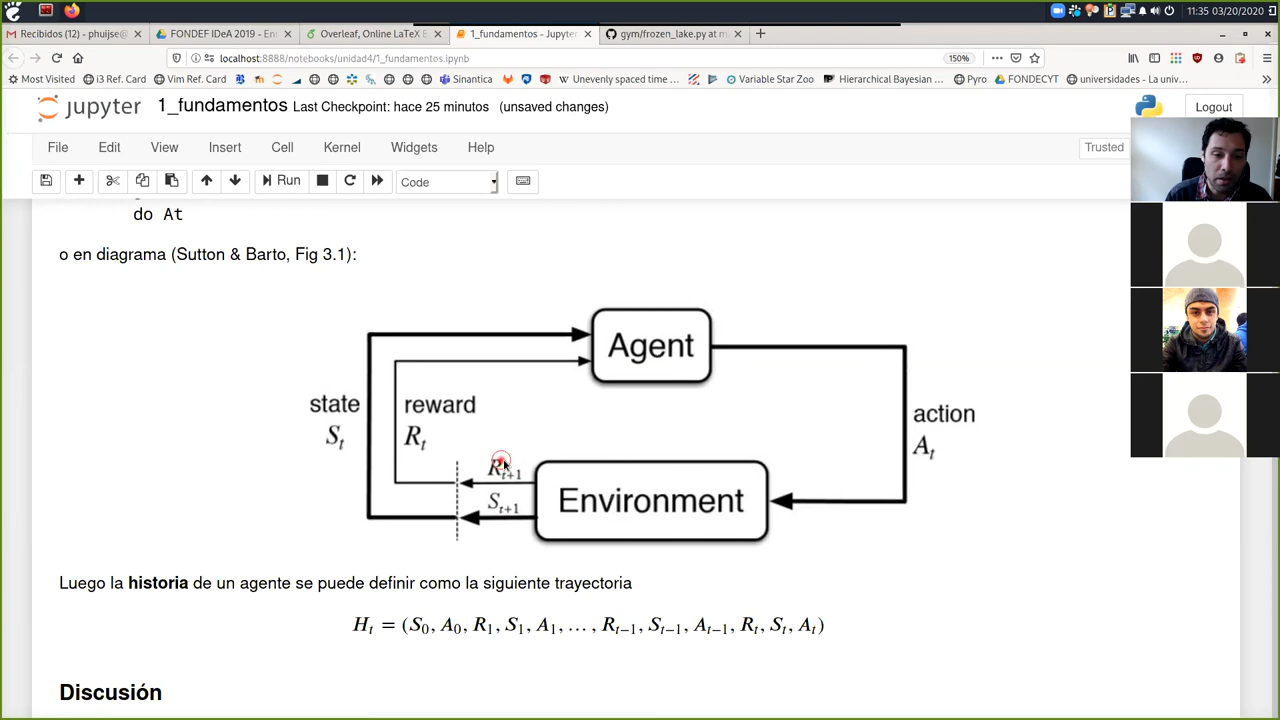 11:35 03/20/2020
Recibidos (12) - phuijse
FONDEF IDeA 2019 - En
Overleaf, Online LaTeX E
1_fundamentos - Jupyter
gym/frozen_lake.py at m
localhost:8888/notebooks/unidad4/1_fundamentos.ipynb
150%
Most Visited
i3 Ref. Card
Vim Ref. Card
Sinantica
Unevenly spaced time ...
Variable Star Zoo
Hierarchical Bayesian ...
Pyro
FONDECYT
universidades - La univ...
jupyter
1_fundamentos Last Checkpoint: hace 25 minutos (unsaved changes)
Logout
File Edit View Insert Cell Kernel Widgets Help
Trusted
Run
Code
do At
o en diagrama (Sutton & Barto, Fig 3.1):
Agent
state
S_t
reward
R_t
action
A_t
R_{t+1}
S_{t+1}
Environment
Luego la historia de un agente se puede definir como la siguiente trayectoria
H_t = (S_0, A_0, R_1, S_1, A_1, …, R_{t−1}, S_{t−1}, A_{t−1}, R_t, S_t, A_t)
Discusión